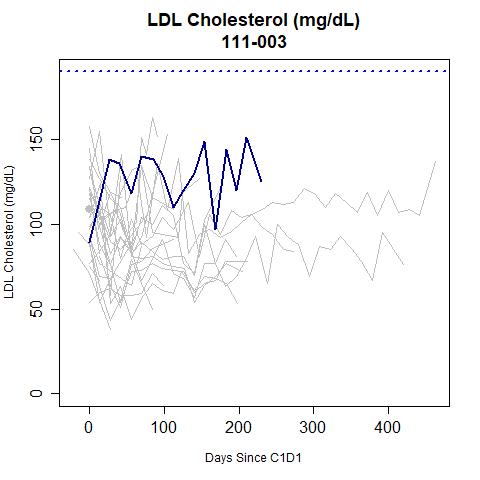 LDL Cholesterol (mg/dL)
111-003
LDL Cholesterol (mg/dL)
150
100
50
0
0 100 200 300 400
Days Since C1D1